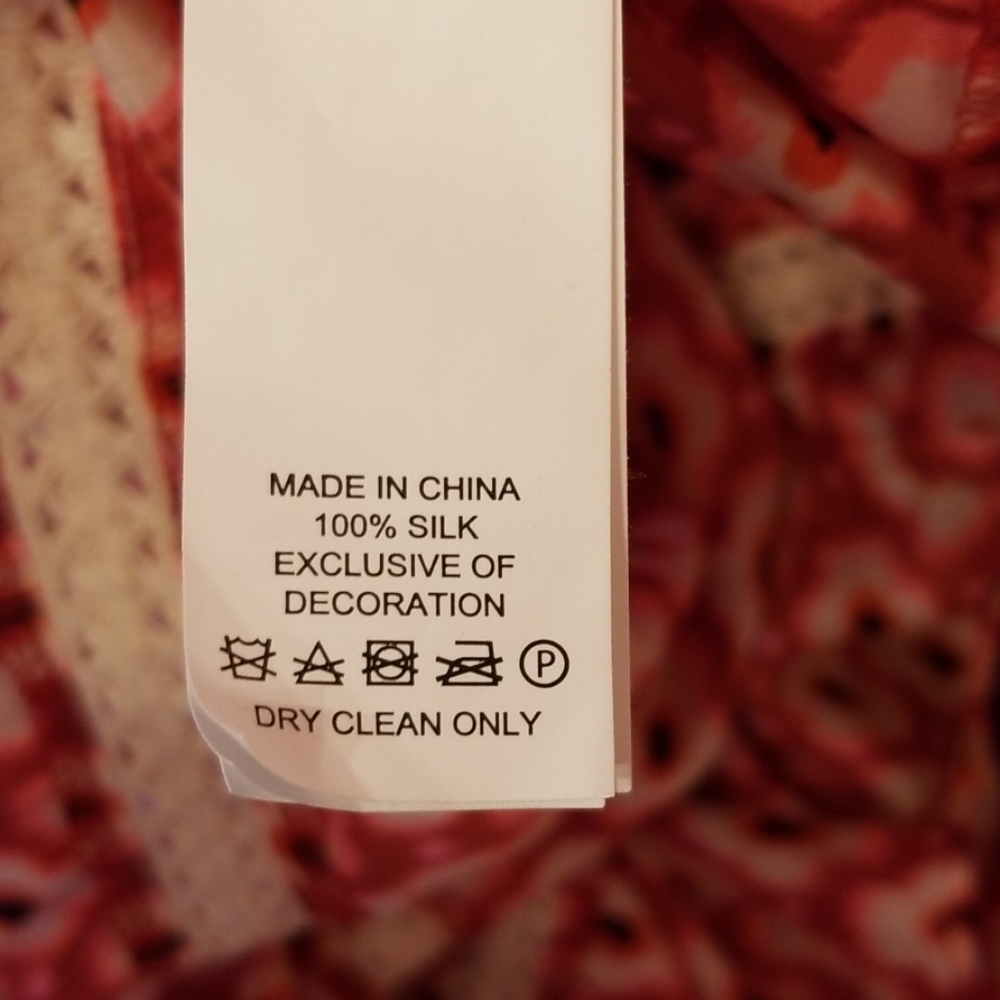 MADE IN CHINA
100% SILK
EXCLUSIVE OF
DECORATION
P
DRY CLEAN ONLY